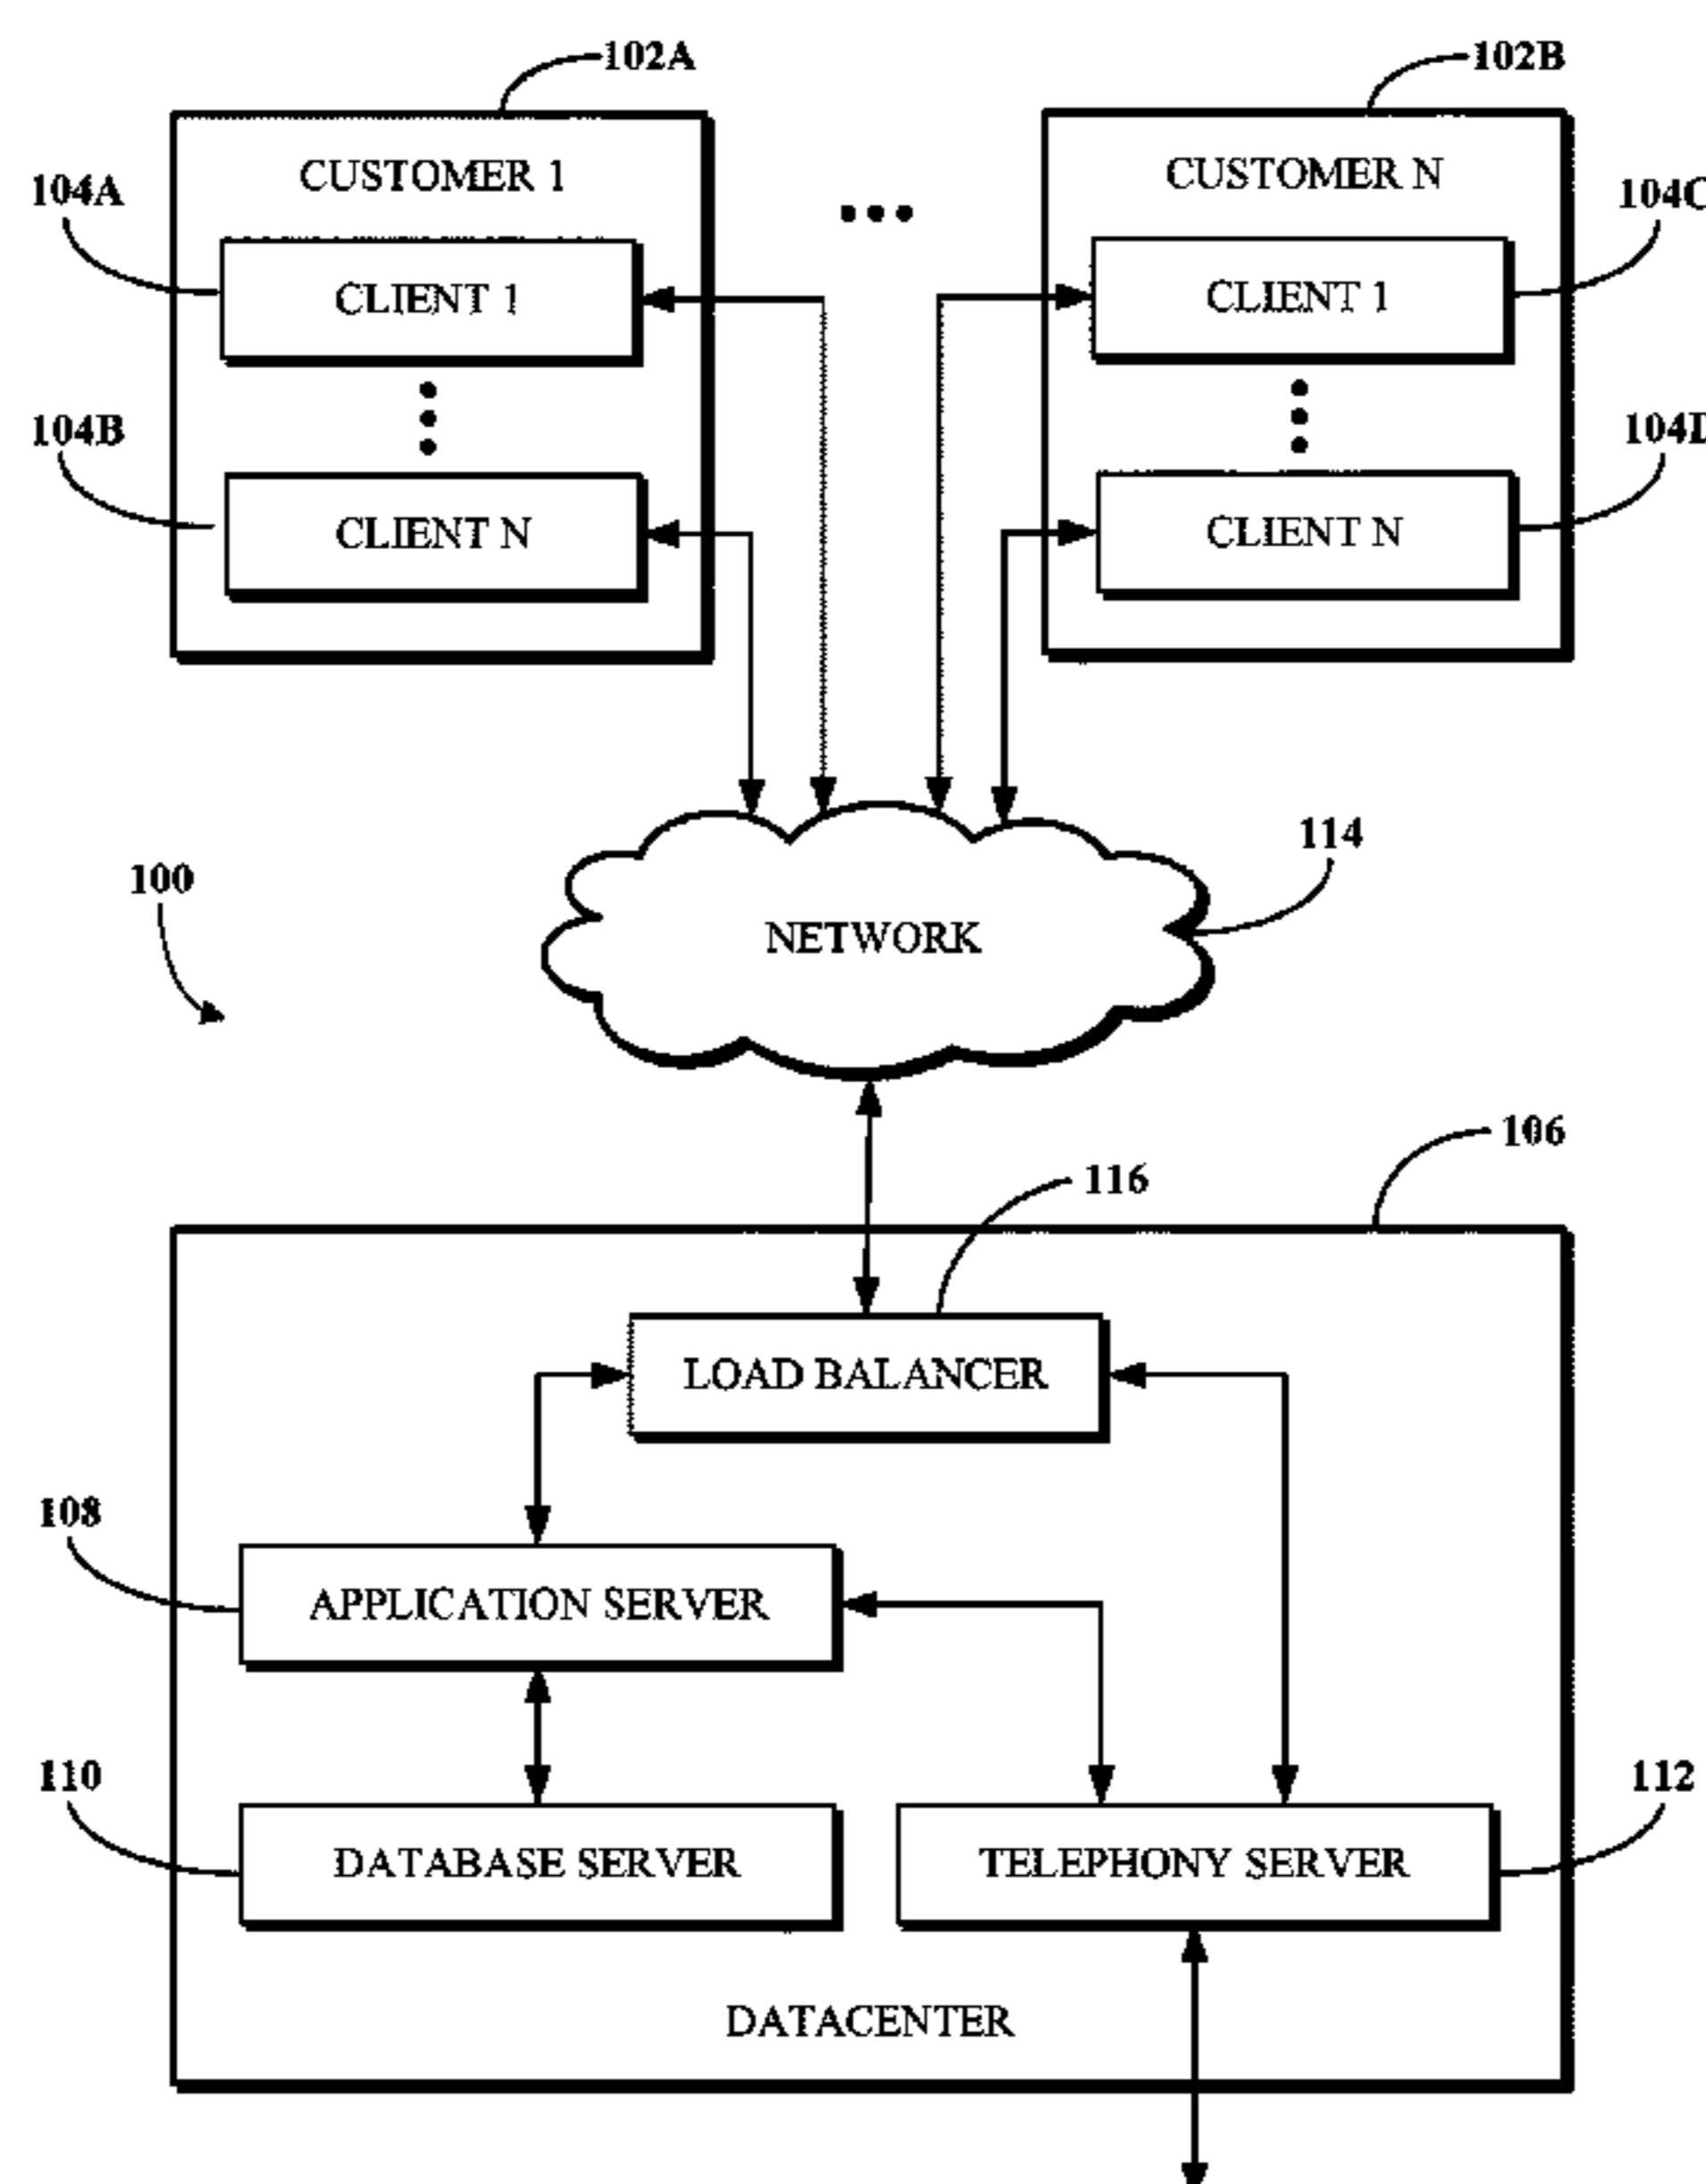 102A
102B
CUSTOMER 1
CUSTOMER N
104A
104C
CLIENT 1
CLIENT 1
104B
104D
CLIENT N
CLIENT N
114
100
NETWORK
106
116
LOAD BALANCER
108
APPLICATION SERVER
110
112
DATABASE SERVER
TELEPHONY SERVER
DATACENTER